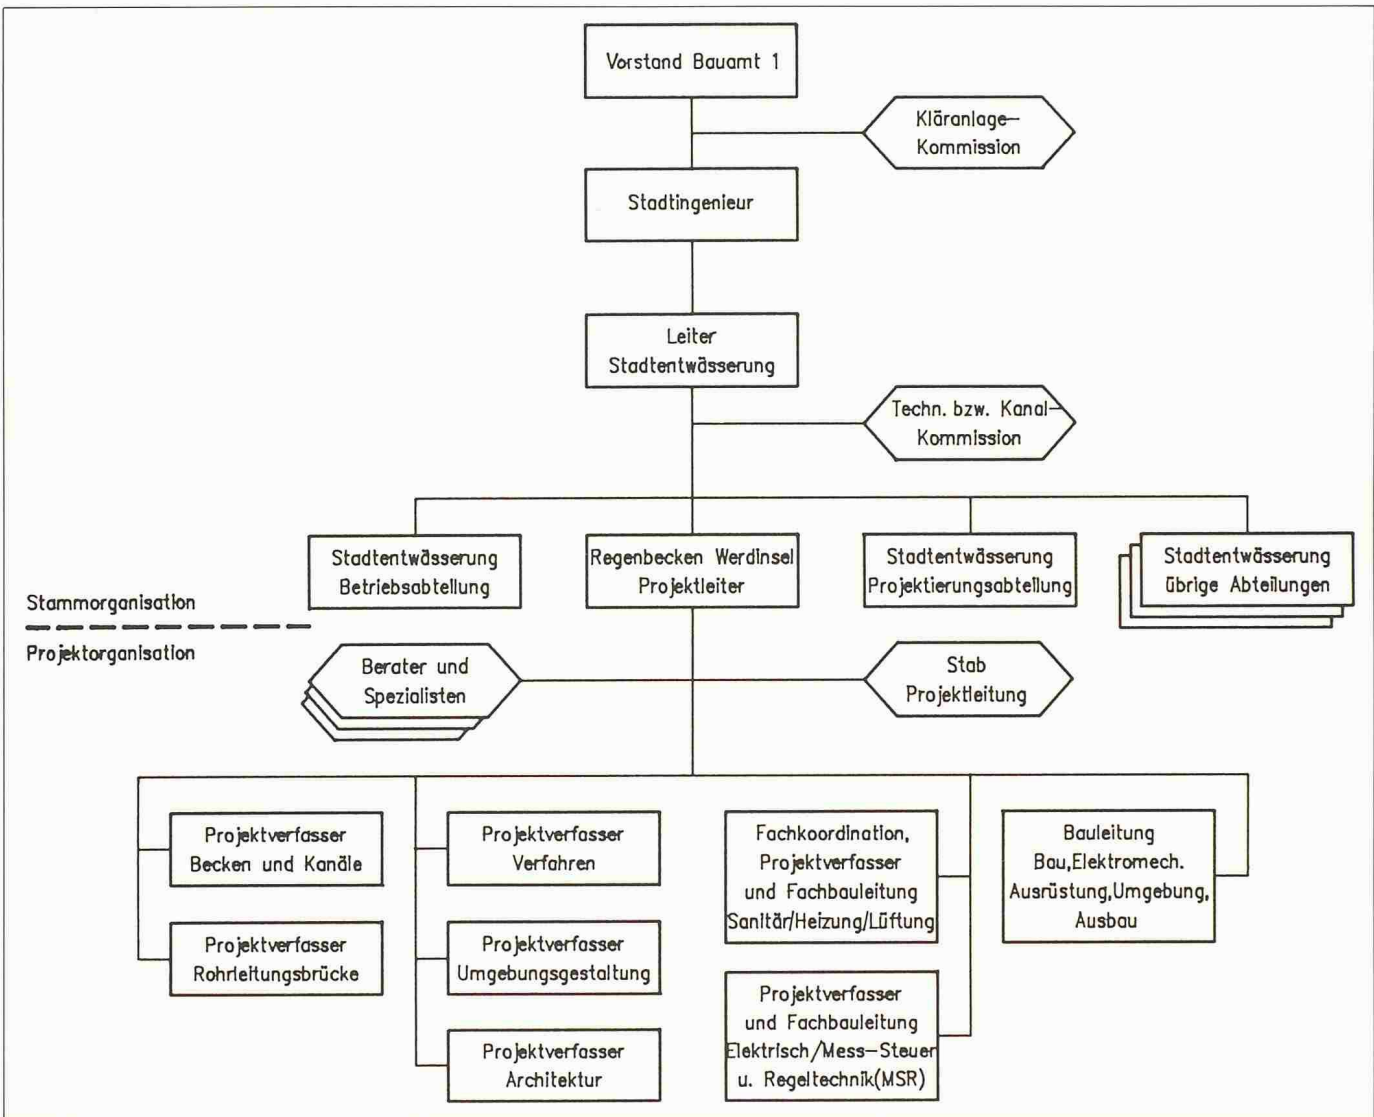 Vorstand Bauamt 1
Kläranlage–
Kommission
Stadtingenieur
Leiter
Stadtentwässerung
Techn. bzw. Kanal–
Kommission
Stadtentwässerung
Betriebsabteilung
Regenbecken Werdinsel
Projektleiter
Stadtentwässerung
Projektierungsabteilung
Stadtentwässerung
übrige Abteilungen
Stammorganisation
Projektorganisation
Berater und
Spezialisten
Stab
Projektleitung
Projektverfasser
Becken und Kanäle
Projektverfasser
Rohrleitungsbrücke
Projektverfasser
Verfahren
Projektverfasser
Umgebungsgestaltung
Projektverfasser
Architektur
Fachkoordination,
Projektverfasser
und Fachbauleitung
Sanitär/Heizung/Lüftung
Projektverfasser
und Fachbauleitung
Elektrisch/Mess–Steuer
u. Regeltechnik(MSR)
Bauleitung
Bau,Elektromech.
Ausrüstung,Umgebung,
Ausbau